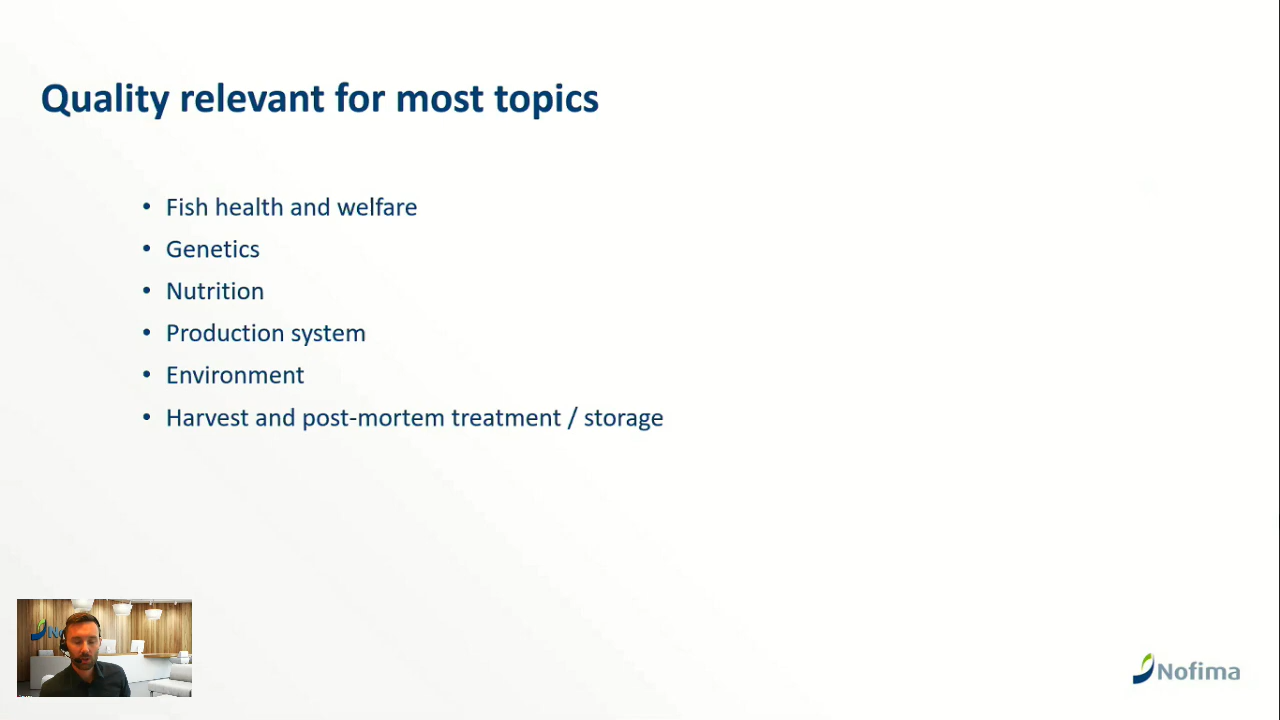 Quality relevant for most topics
• Fish health and welfare
• Genetics
• Nutrition
• Production system
• Environment
• Harvest and post-mortem treatment / storage
Nofima